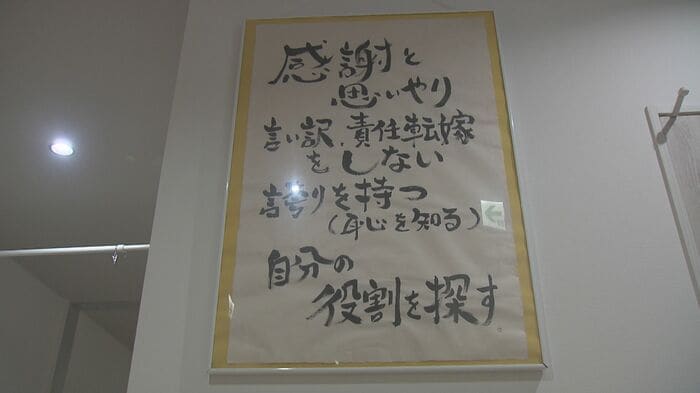 感謝と
思いやり
言い訳、責任転嫁
をしない
誇りを持つ
(恥を知る)
自分の
役割を探す。